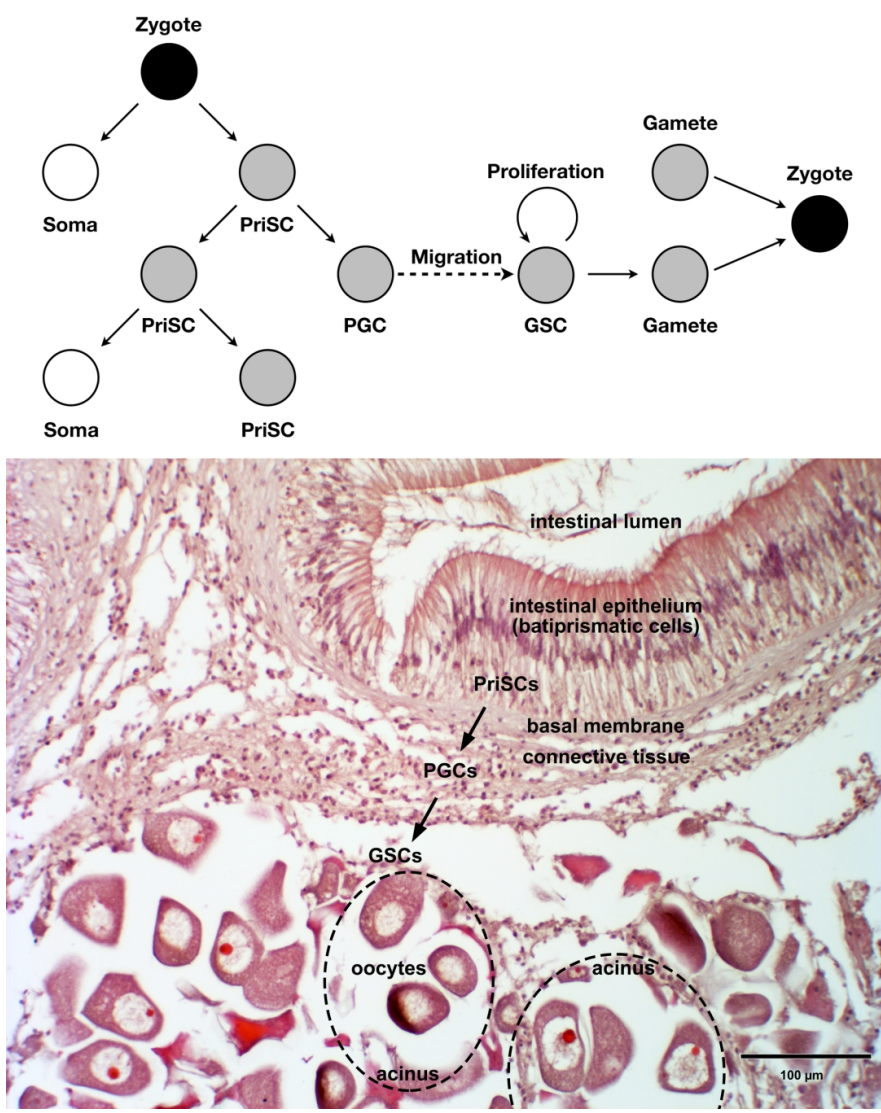 Zygote
Gamete
Zygote
Proliferation
Soma
PriSC
Migration
PriSC
PGC
GSC
Gamete
Soma
PriSC
intestinal lumen
intestinal epithelium
(batiprismatic cells)
PriSCs
basal membrane
connective tissue
PGCs
GSCs
oocytes
acinus
acinus
100 µm